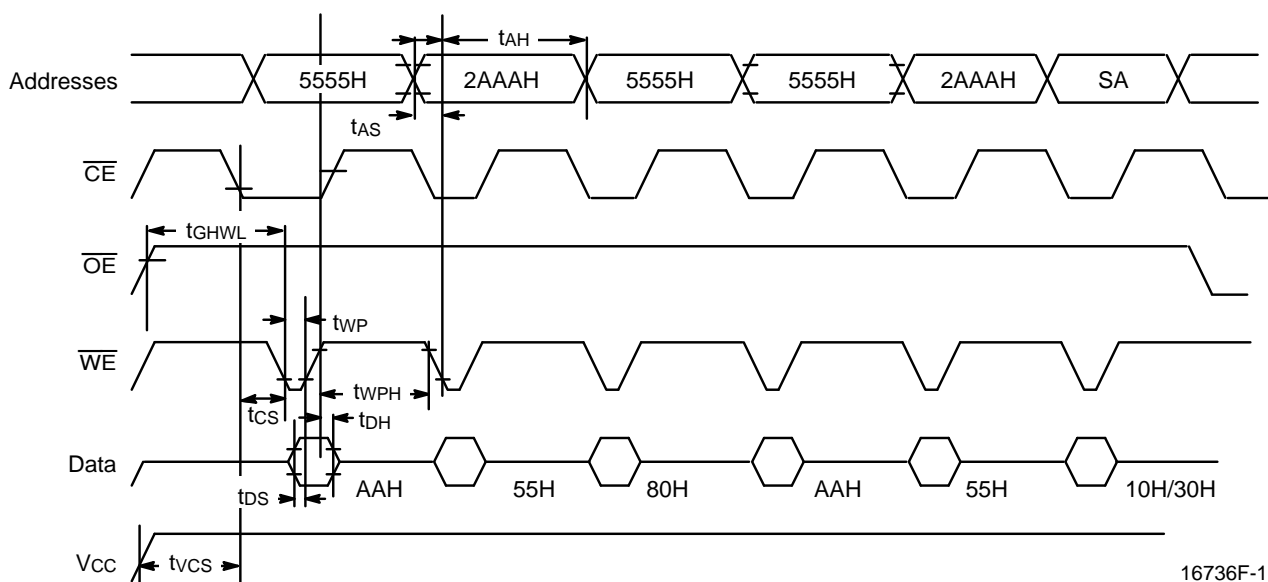 tAH
Addresses 5555H 2AAAH 5555H 5555H 2AAAH SA
tAS
CE
tGHWL
OE
tWP
WE
tWPH
tCS
tDH
Data
tDS
AAH 55H 80H AAH 55H 10H/30H
VCC tVCS
16736F-1